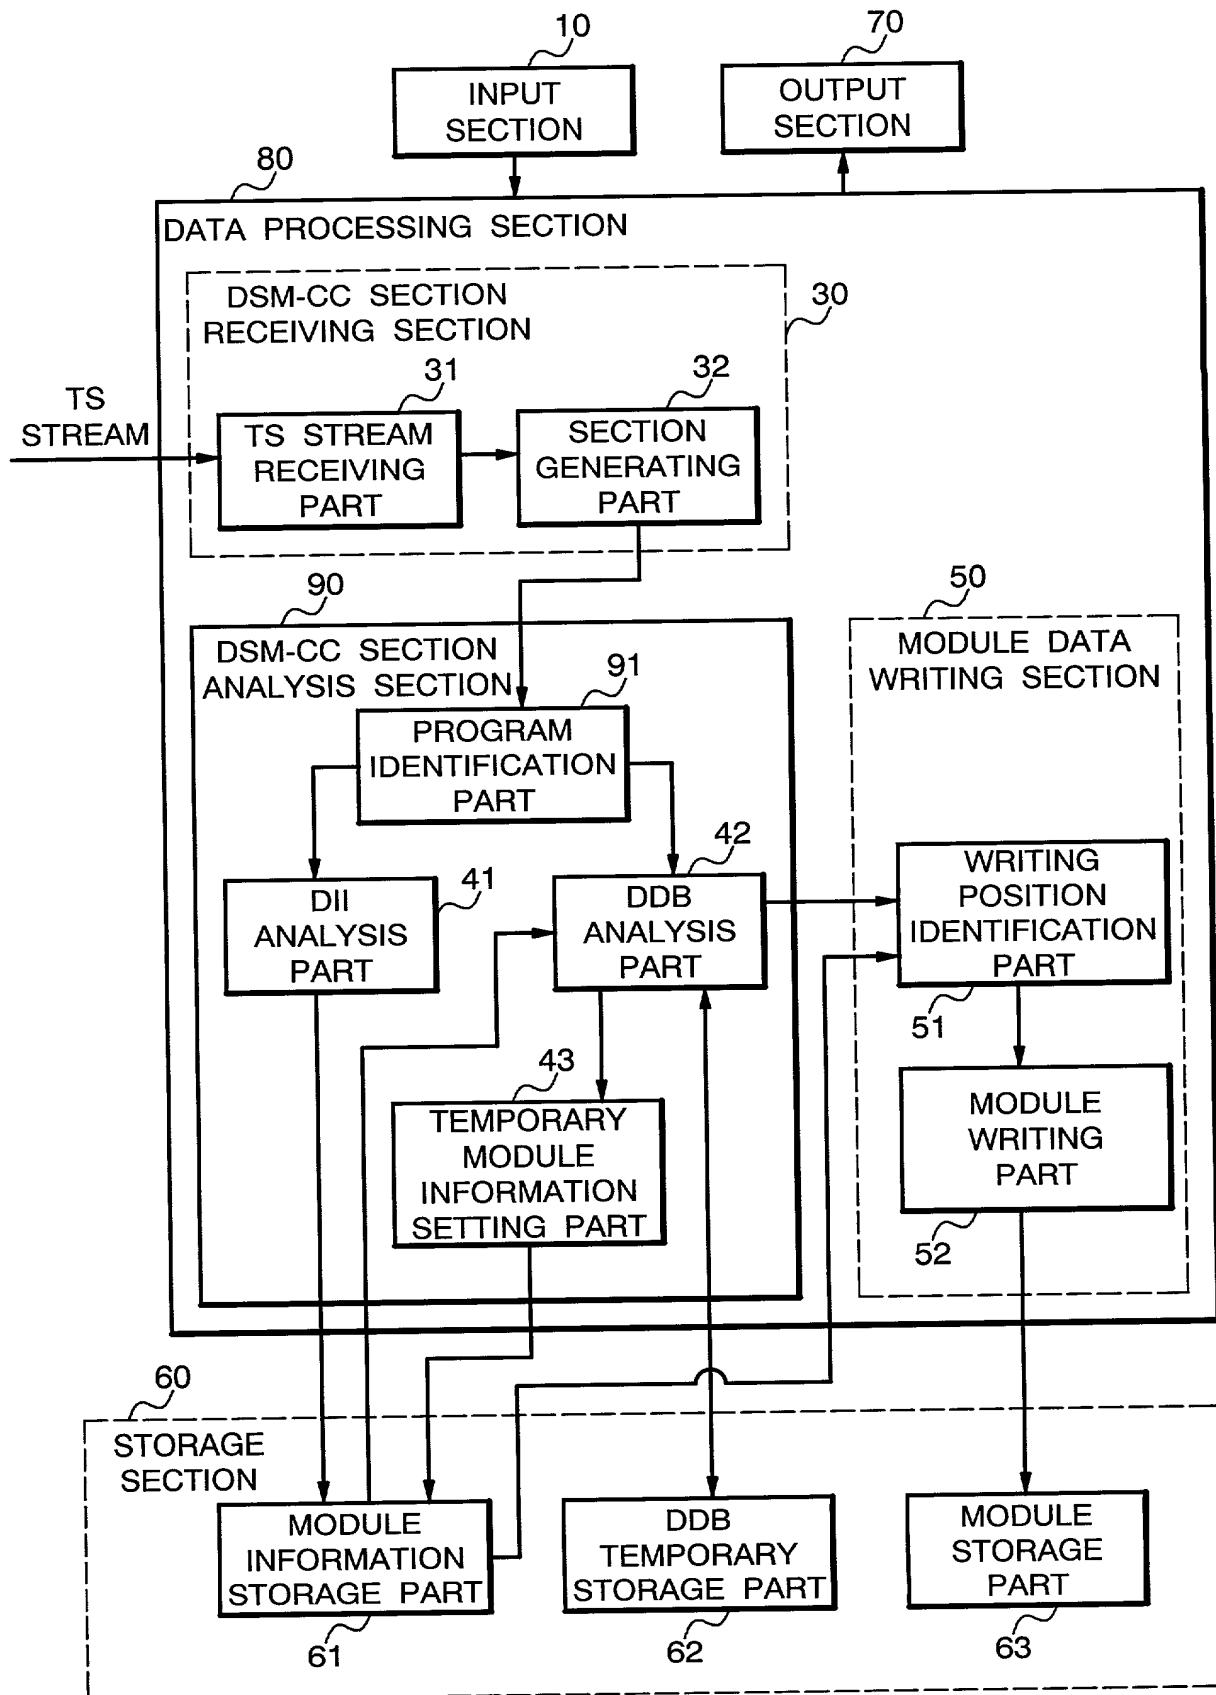 10
70
INPUT
SECTION
OUTPUT
SECTION
80
DATA PROCESSING SECTION
DSM-CC SECTION
RECEIVING SECTION
30
31
32
TS
STREAM
TS STREAM
RECEIVING
PART
SECTION
GENERATING
PART
90
50
DSM-CC SECTION
ANALYSIS SECTION
MODULE DATA
WRITING SECTION
91
PROGRAM
IDENTIFICATION
PART
42
41
DII
ANALYSIS
PART
DDB
ANALYSIS
PART
WRITING
POSITION
IDENTIFICATION
PART
51
43
TEMPORARY
MODULE
INFORMATION
SETTING PART
MODULE
WRITING
PART
52
60
STORAGE
SECTION
MODULE
INFORMATION
STORAGE PART
DDB
TEMPORARY
STORAGE PART
MODULE
STORAGE
PART
61
62
63